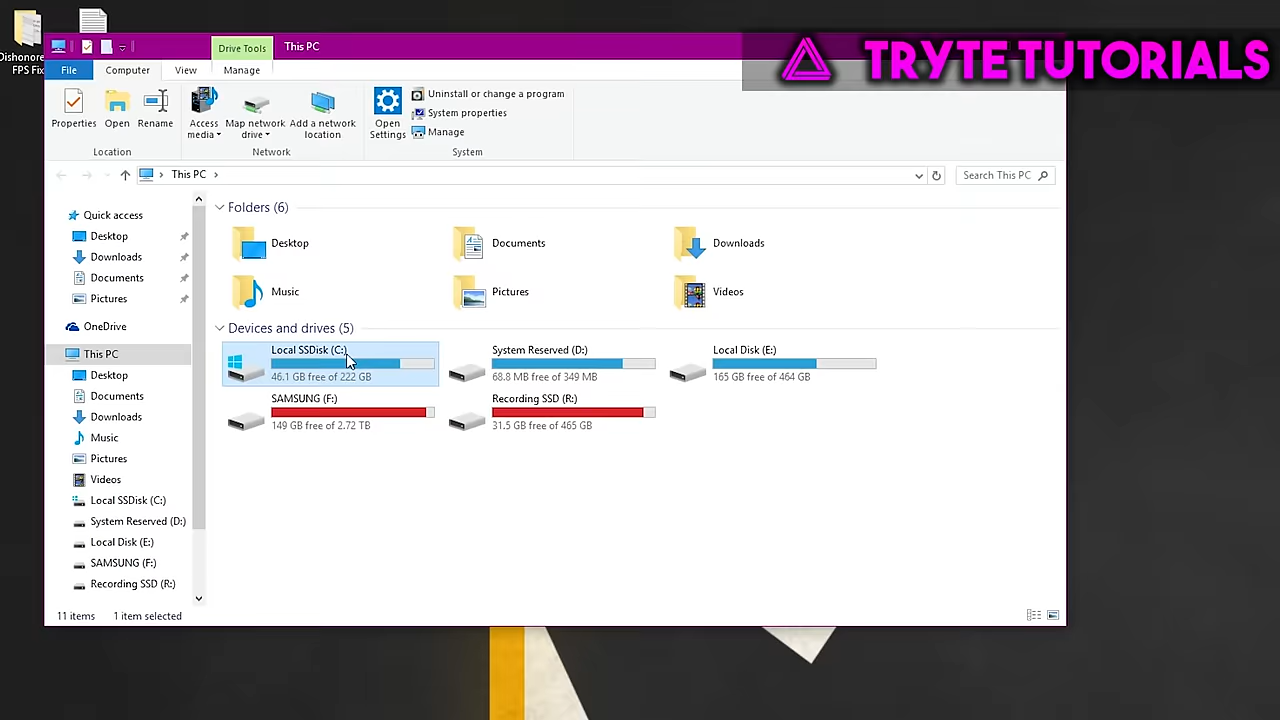 Dishonore
FPS Fix
TRYTE TUTORIALS
Drive Tools
This PC
File
Computer
View
Manage
Properties
Open
Rename
Access media
Map network drive
Add a network location
Open Settings
Uninstall or change a program
System properties
Manage
Location
Network
System
This PC
Search This PC
Quick access
Desktop
Downloads
Documents
Pictures
OneDrive
This PC
Desktop
Documents
Downloads
Music
Pictures
Videos
Local SSDisk (C:)
System Reserved (D:)
Local Disk (E:)
SAMSUNG (F:)
Recording SSD (R:)
Folders (6)
Desktop
Documents
Downloads
Music
Pictures
Videos
Devices and drives (5)
Local SSDisk (C:)
46.1 GB free of 222 GB
System Reserved (D:)
68.8 MB free of 349 MB
Local Disk (E:)
165 GB free of 464 GB
SAMSUNG (F:)
149 GB free of 2.72 TB
Recording SSD (R:)
31.5 GB free of 465 GB
11 items
1 item selected